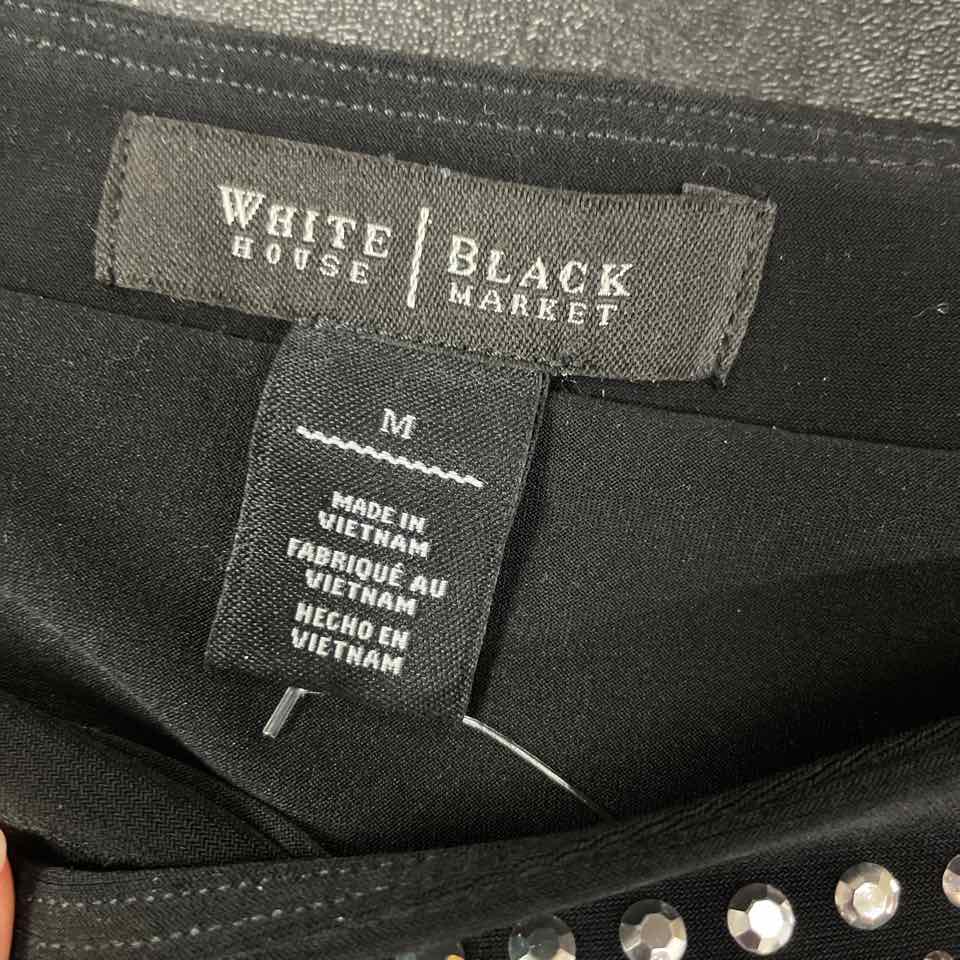 WHITE | BLACK
HOUSE | MARKET
M
MADE IN
VIETNAM
FABRIQUÉ AU
VIETNAM
HECHO EN
VIETNAM